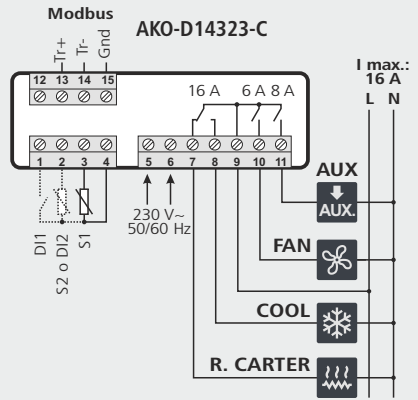 Modbus
AKO-D14323-C
Tr+
Tr-
Gnd
12 13 14 15
16 A
6 A 8 A
I max.:
16 A
L N
1 2 3 4 5 6 7 8 9 10 11
DI1
S2 o DI2
S1
230 V~
50/60 Hz
AUX
AUX.
FAN
COOL
R. CARTER